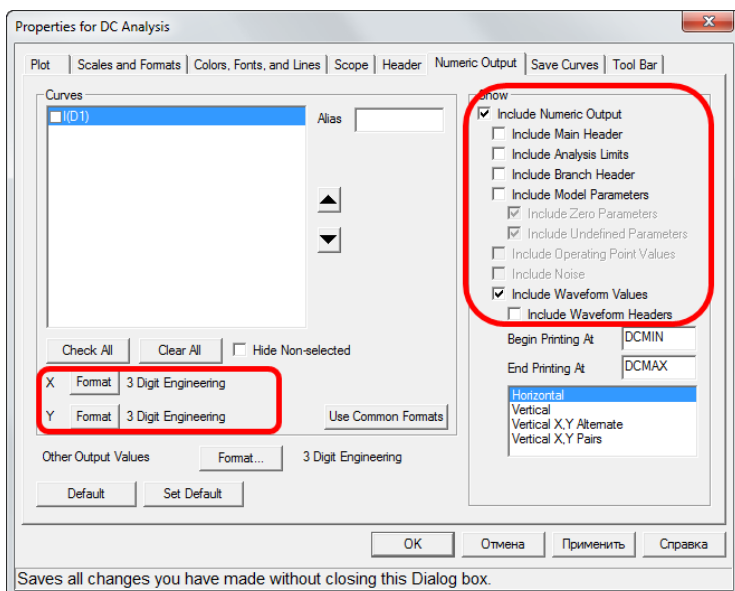 Properties for DC Analysis
x
Plot Scales and Formats Colors, Fonts, and Lines Scope Header Numeric Output Save Curves Tool Bar
Curves
I(D1)
Alias
Check All Clear All Hide Non-selected
X Format 3 Digit Engineering
Y Format 3 Digit Engineering Use Common Formats
Other Output Values Format... 3 Digit Engineering
Default Set Default
Show
Include Numeric Output
Include Main Header
Include Analysis Limits
Include Branch Header
Include Model Parameters
Include Zero Parameters
Include Undefined Parameters
Include Operating Point Values
Include Noise
Include Waveform Values
Include Waveform Headers
Begin Printing At DCMIN
End Printing At DCMAX
Horizontal
Vertical
Vertical X,Y Alternate
Vertical X,Y Pairs
OK Отмена Применить Справка
Saves all changes you have made without closing this Dialog box.